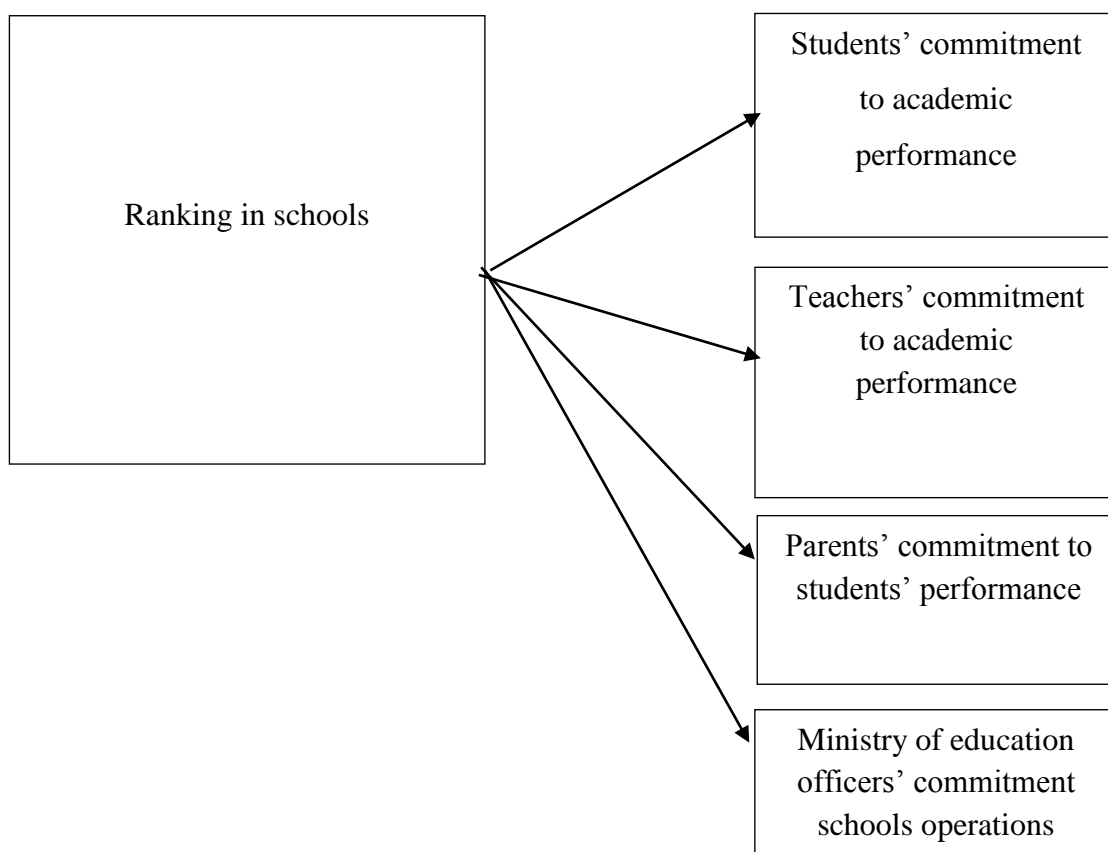 Ranking in schools
Students’ commitment
to academic
performance
Teachers’ commitment
to academic
performance
Parents’ commitment to
students’ performance
Ministry of education
officers’ commitment
schools operations